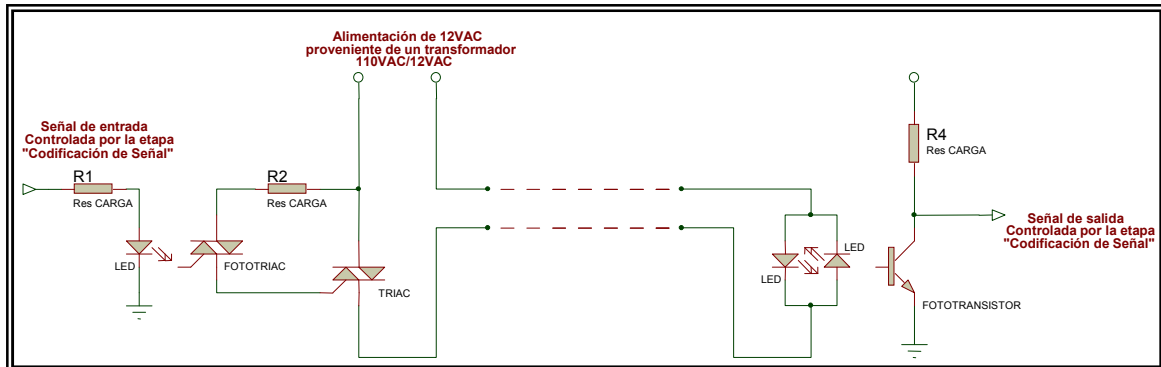 Alimentación de 12VAC
proveniente de un transformador
110VAC/12VAC
Señal de entrada
Controlada por la etapa
"Codificación de Señal"
R1
Res CARGA
R2
Res CARGA
R4
Res CARGA
LED
FOTOTRIAC
TRIAC
LED
LED
FOTOTRANSISTOR
Señal de salida
Controlada por la etapa
"Codificación de Señal"